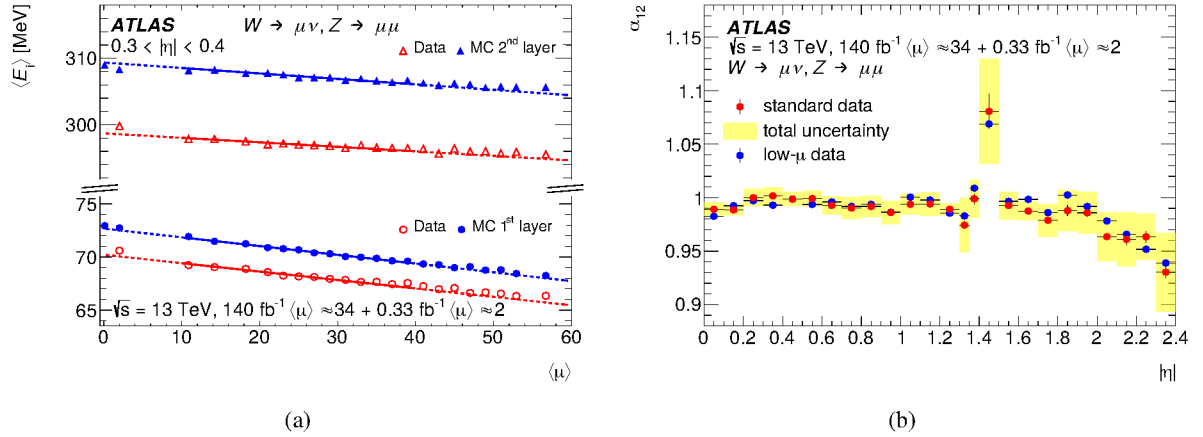 ATLAS W → μν, Z → μμ
0.3 < |η| < 0.4
△ Data ▲ MC 2nd layer
⟨E_i⟩ [MeV]
310
300
75
70
65
○ Data ● MC 1st layer
√s = 13 TeV, 140 fb⁻¹ ⟨μ⟩ ≈34 + 0.33 fb⁻¹ ⟨μ⟩ ≈2
0 10 20 30 40 50 60
⟨μ⟩
(a)
α₁₂
1.15
1.1
1.05
1
0.95
0.9
ATLAS
√s = 13 TeV, 140 fb⁻¹ ⟨μ⟩ ≈34 + 0.33 fb⁻¹ ⟨μ⟩ ≈2
W → μν, Z → μμ
standard data
total uncertainty
low-μ data
0 0.2 0.4 0.6 0.8 1 1.2 1.4 1.6 1.8 2 2.2 2.4
|η|
(b)